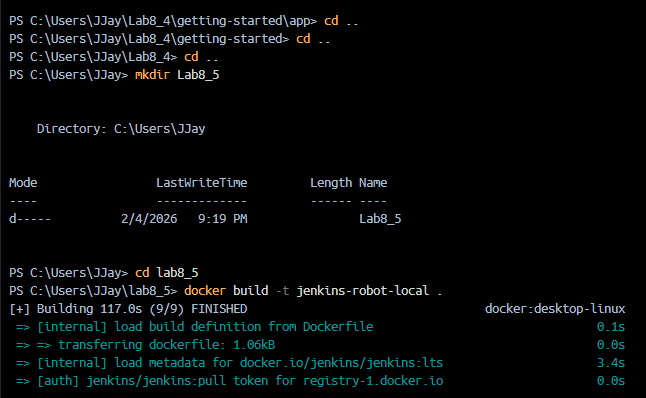 PS C:\Users\JJay\Lab8_4\getting-started\app> cd ..
PS C:\Users\JJay\Lab8_4\getting-started> cd ..
PS C:\Users\JJay\Lab8_4> cd ..
PS C:\Users\JJay> mkdir Lab8_5
Directory: C:\Users\JJay
Mode LastWriteTime Length Name
---- ------------- ------ ----
d----- 2/4/2026 9:19 PM Lab8_5
PS C:\Users\JJay> cd lab8_5
PS C:\Users\JJay\lab8_5> docker build -t jenkins-robot-local .
[+] Building 117.0s (9/9) FINISHED docker:desktop-linux
=> [internal] load build definition from Dockerfile 0.1s
=> => transferring dockerfile: 1.06kB 0.0s
=> [internal] load metadata for docker.io/jenkins/jenkins:lts 3.4s
=> [auth] jenkins/jenkins:pull token for registry-1.docker.io 0.0s